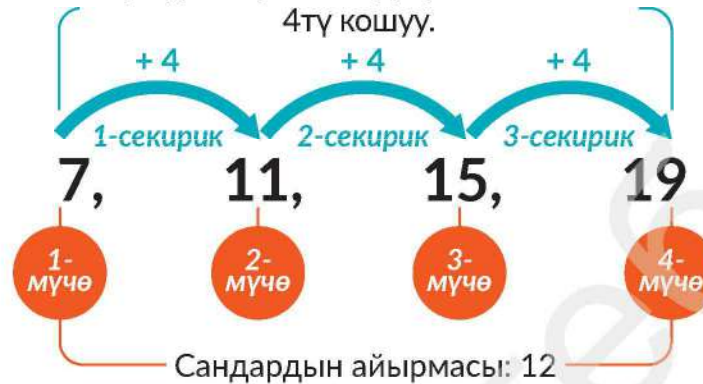 4тү кошуу.
+ 4 + 4 + 4
1-секирик 2-секирик 3-секирик
7, 11, 15, 19
1-мүчө 2-мүчө 3-мүчө 4-мүчө
Сандардын айырмасы: 12